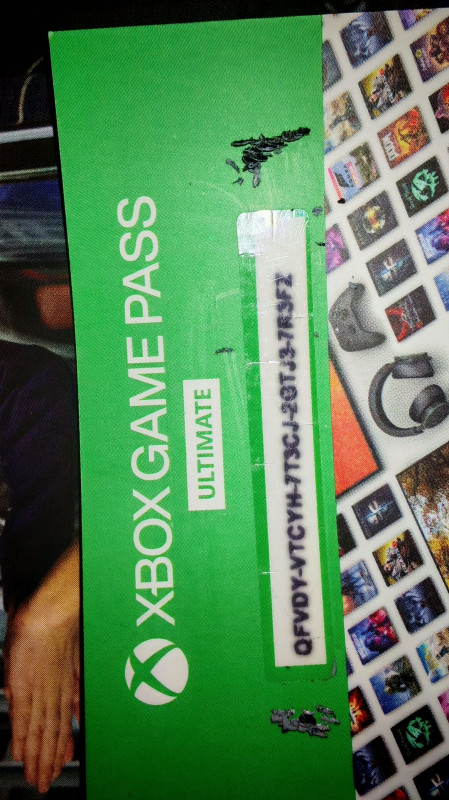 XBOX GAME PASS
ULTIMATE
QFVDY-VTCYH-7T3CJ-2GTJ3-7R3FZ